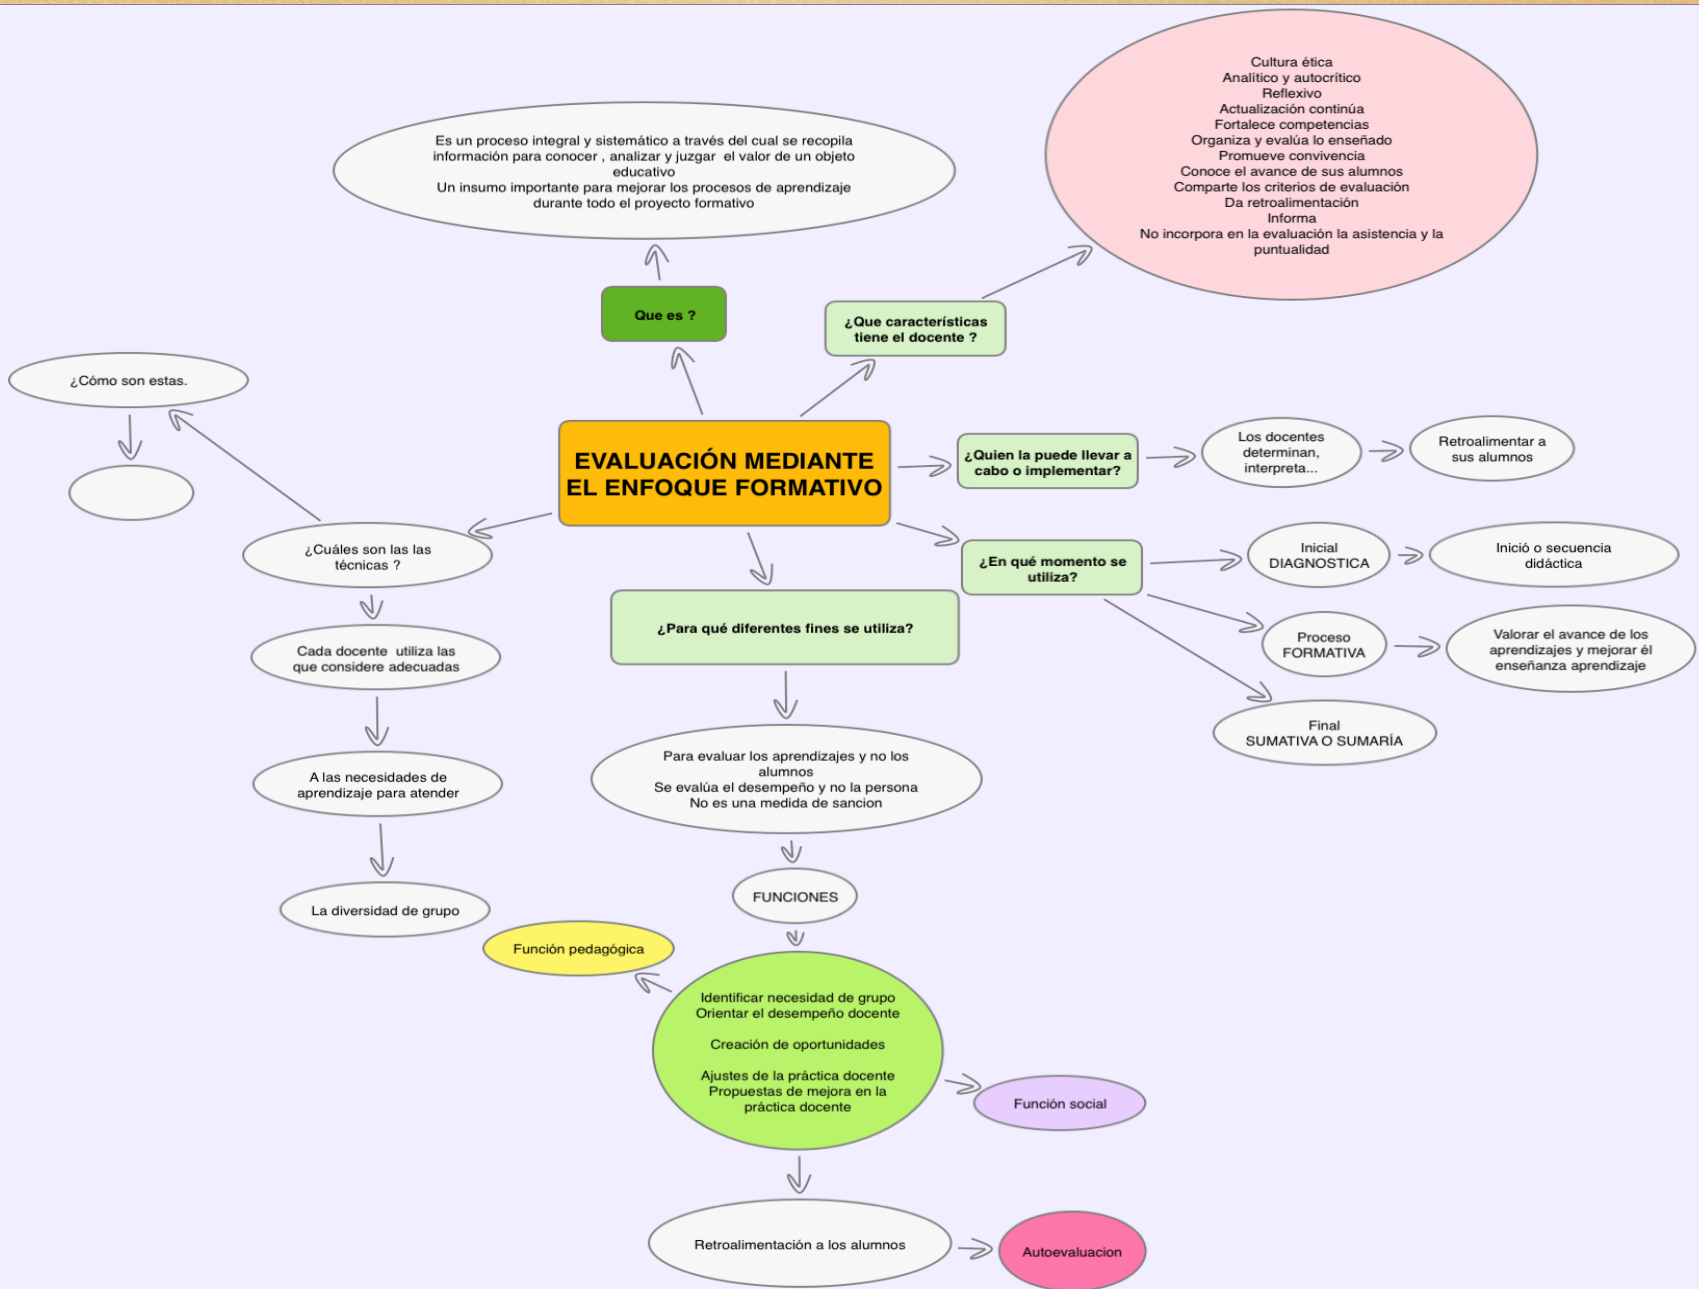 Cultura ética
Analítico y autocrítico
Reflexivo
Actualización continúa
Fortalece competencias
Organiza y evalúa lo enseñado
Promueve convivencia
Conoce el avance de sus alumnos
Comparte los criterios de evaluación
Da retroalimentación
Informa
No incorpora en la evaluación la asistencia y la
puntualidad
Es un proceso integral y sistemático a través del cual se recopila
información para conocer , analizar y juzgar el valor de un objeto
educativo
Un insumo importante para mejorar los procesos de aprendizaje
durante todo el proyecto formativo
Que es ?
¿Que características
tiene el docente ?
¿Cómo son estas.
EVALUACIÓN MEDIANTE
EL ENFOQUE FORMATIVO
¿Quien la puede llevar a
cabo o implementar?
Los docentes
determinan,
interpreta...
Retroalimentar a
sus alumnos
¿Cuáles son las las
técnicas ?
¿En qué momento se
utiliza?
Inicial
DIAGNOSTICA
Inició o secuencia
didáctica
¿Para qué diferentes fines se utiliza?
Cada docente utiliza las
que considere adecuadas
Proceso
FORMATIVA
Valorar el avance de los
aprendizajes y mejorar él
enseñanza aprendizaje
Final
SUMATIVA O SUMARÍA
A las necesidades de
aprendizaje para atender
Para evaluar los aprendizajes y no los
alumnos
Se evalúa el desempeño y no la persona
No es una medida de sancion
La diversidad de grupo
FUNCIONES
Función pedagógica
Identificar necesidad de grupo
Orientar el desempeño docente
Creación de oportunidades
Ajustes de la práctica docente
Propuestas de mejora en la
práctica docente
Función social
Retroalimentación a los alumnos
Autoevaluacion